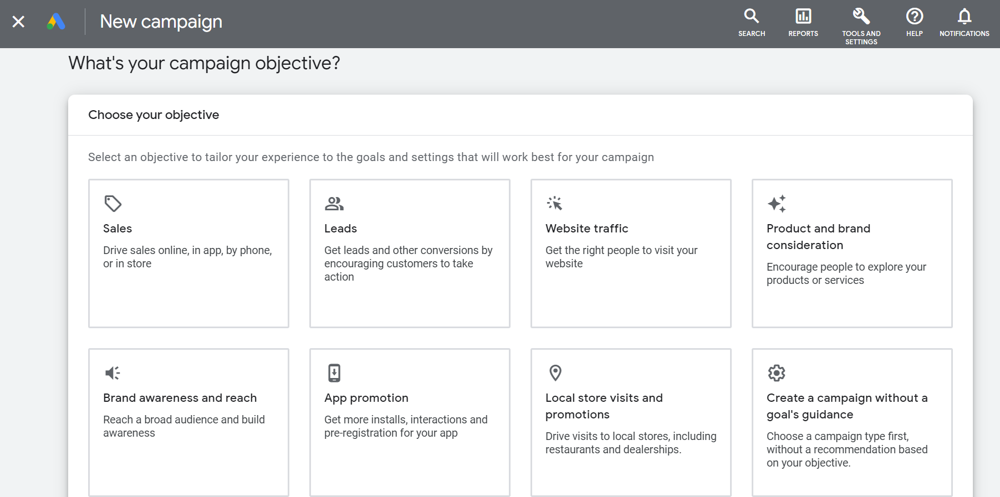 New campaign
SEARCH
REPORTS
TOOLS AND
SETTINGS
HELP
NOTIFICATIONS
What's your campaign objective?
Choose your objective
Select an objective to tailor your experience to the goals and settings that will work best for your campaign
Sales
Drive sales online, in app, by phone,
or in store
Leads
Get leads and other conversions by
encouraging customers to take
action
Website traffic
Get the right people to visit your
website
Product and brand
consideration
Encourage people to explore your
products or services
Brand awareness and reach
Reach a broad audience and build
awareness
App promotion
Get more installs, interactions and
pre-registration for your app
Local store visits and
promotions
Drive visits to local stores, including
restaurants and dealerships.
Create a campaign without a
goal's guidance
Choose a campaign type first,
without a recommendation based
on your objective.